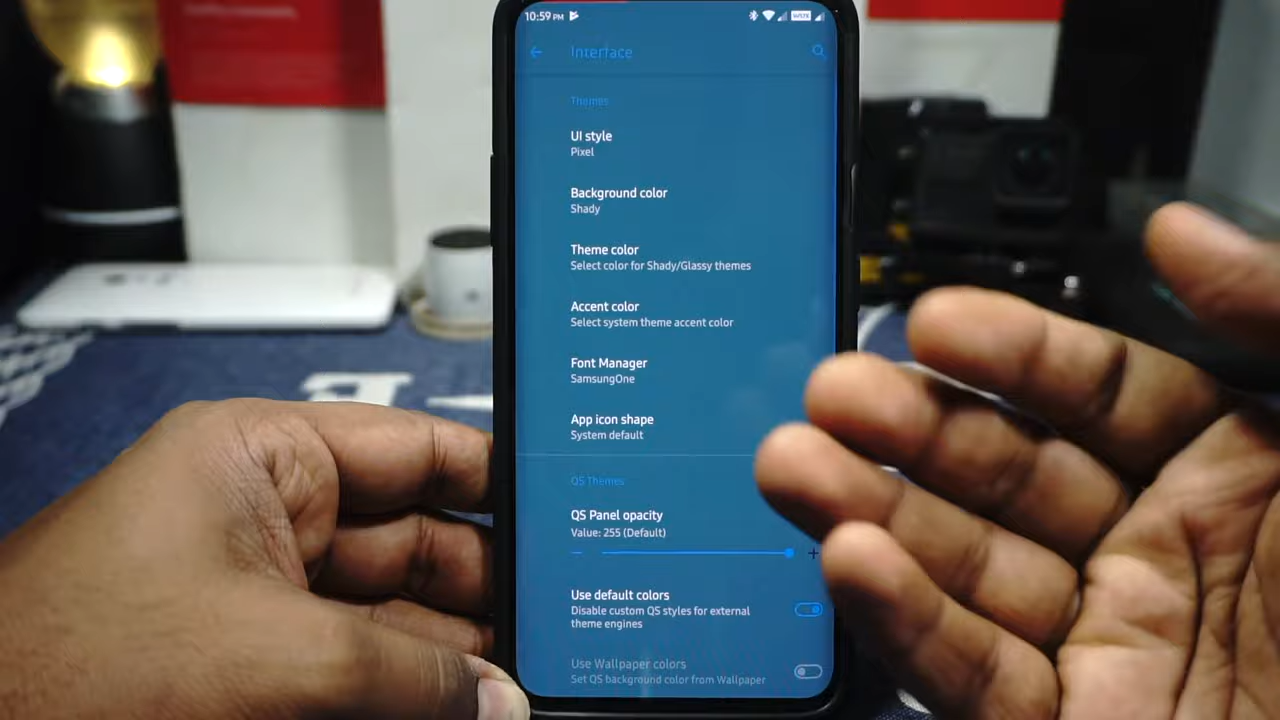 10:59 PM
VoLTE
Interface
Themes
UI style
Pixel
Background color
Shady
Theme color
Select color for Shady/Glassy themes
Accent color
Select system theme accent color
Font Manager
SamsungOne
App icon shape
System default
QS Themes
QS Panel opacity
Value: 255 (Default)
Use default colors
Disable custom QS styles for external
theme engines
Use Wallpaper colors
Set QS background color from Wallpaper